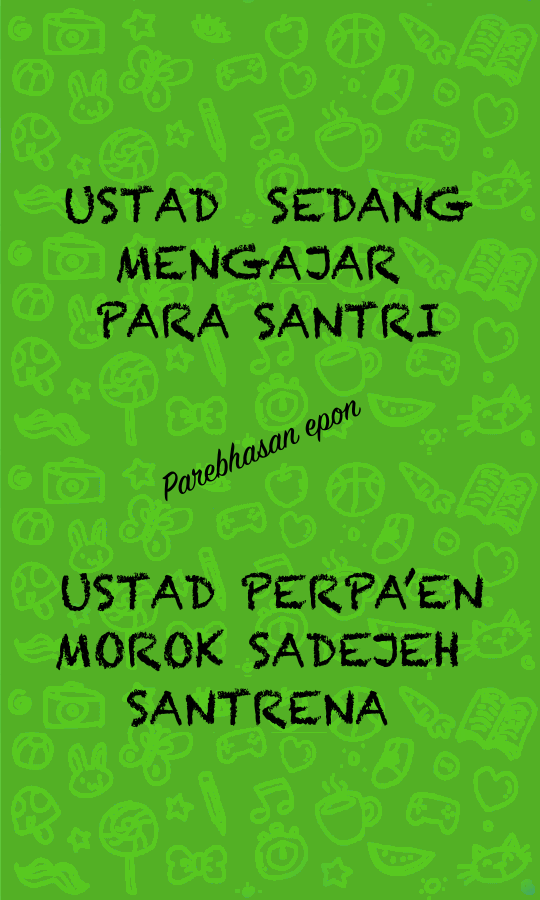 USTAD SEDANG
MENGAJAR
PARA SANTRI
Parebhasan epon
USTAD PERPA'EN
MOROK SADEJEH
SANTRENA